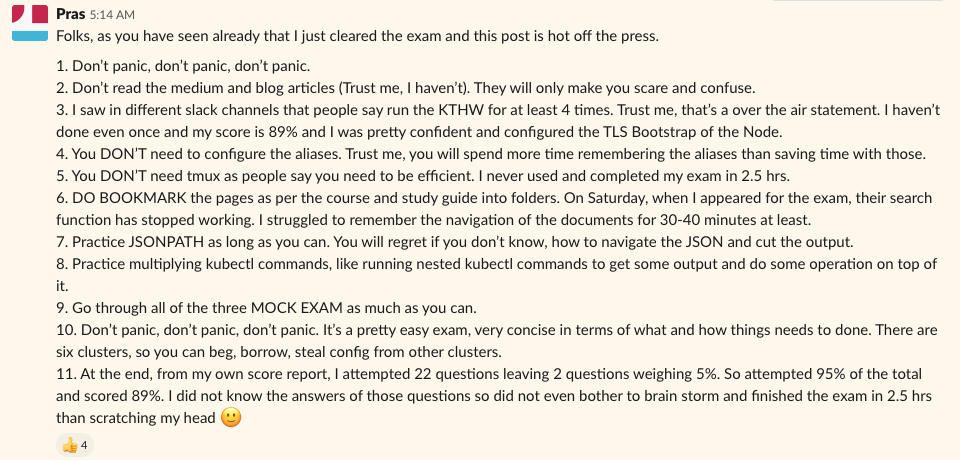 Pras 5:14 AM
Folks, as you have seen already that I just cleared the exam and this post is hot off the press.
1. Don't panic, don't panic, don't panic.
2. Don't read the medium and blog articles (Trust me, I haven't). They will only make you scare and confuse.
3. I saw in different slack channels that people say run the KTHW for at least 4 times. Trust me, that's a over the air statement. I haven't
done even once and my score is 89% and I was pretty confident and configured the TLS Bootstrap of the Node.
4. You DON'T need to configure the aliases. Trust me, you will spend more time remembering the aliases than saving time with those.
5. You DON'T need tmux as people say you need to be efficient. I never used and completed my exam in 2.5 hrs.
6. DO BOOKMARK the pages as per the course and study guide into folders. On Saturday, when I appeared for the exam, their search
function has stopped working. I struggled to remember the navigation of the documents for 30-40 minutes at least.
7. Practice JSONPATH as long as you can. You will regret if you don't know, how to navigate the JSON and cut the output.
8. Practice multiplying kubectl commands, like running nested kubectl commands to get some output and do some operation on top of
it.
9. Go through all of the three MOCK EXAM as much as you can.
10. Don't panic, don't panic, don't panic. It's a pretty easy exam, very concise in terms of what and how things needs to done. There are
six clusters, so you can beg, borrow, steal config from other clusters.
11. At the end, from my own score report, I attempted 22 questions leaving 2 questions weighing 5%. So attempted 95% of the total
and scored 89%. I did not know the answers of those questions so did not even bother to brain storm and finished the exam in 2.5 hrs
than scratching my head 🙂
👍 4